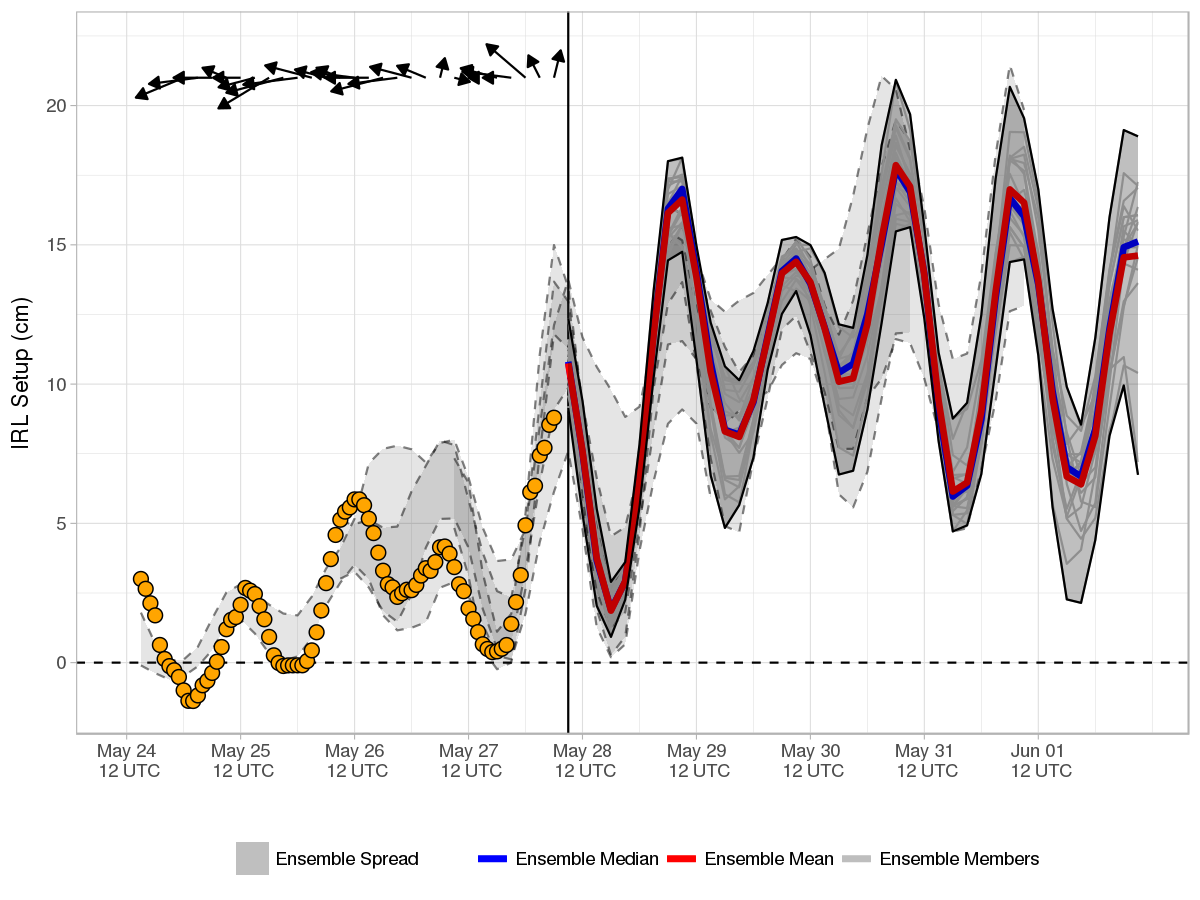 IRL Setup (cm)
20
15
10
5
0
May 24 May 25 May 26 May 27 May 28 May 29 May 30 May 31 Jun 01
12 UTC 12 UTC 12 UTC 12 UTC 12 UTC 12 UTC 12 UTC 12 UTC 12 UTC
Ensemble Spread Ensemble Median Ensemble Mean Ensemble Members